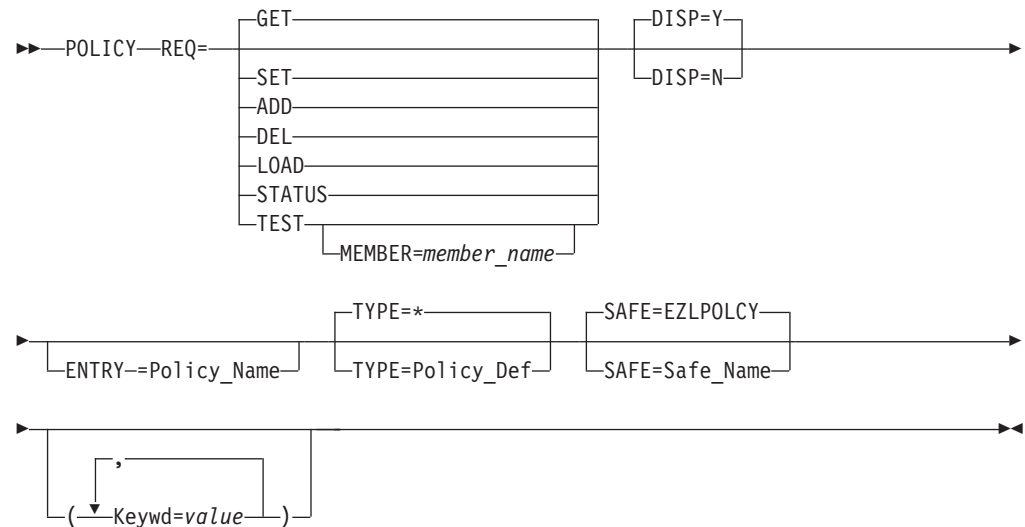 GET DISP=Y
POLICY REQ=
SET DISP=N
ADD
DEL
LOAD
STATUS
TEST
MEMBER=member_name
TYPE=* SAFE=EZLPOLCY
ENTRY =Policy_Name TYPE=Policy_Def SAFE=Safe_Name
,
( Keywd=value )